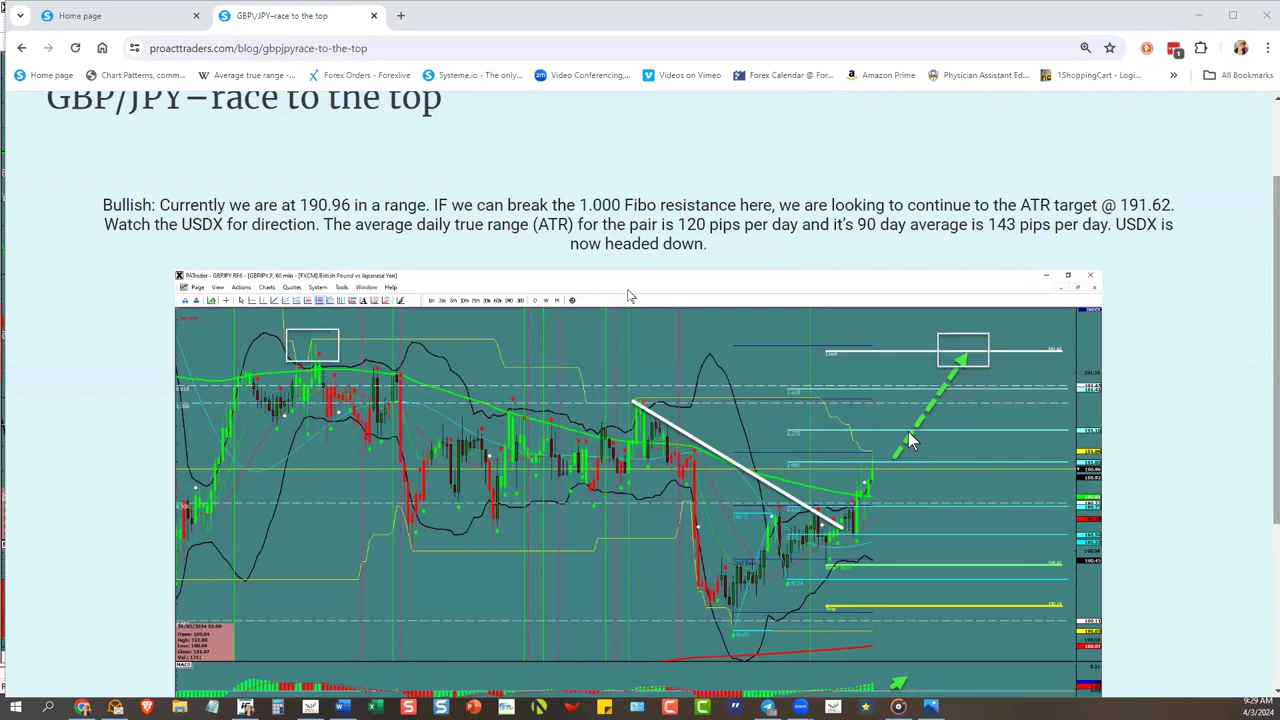 Home page
GBP\/JPY–race to the top
proacttraders.com/blog/gbpjpyrace-to-the-top
1
Home page
Chart Patterns, comm...
Average true range -...
Forex Orders - Forexlive
Systeme.io - The only...
Video Conferencing,...
Videos on Vimeo
Forex Calendar @ For...
Amazon Prime
Physician Assistant Ed...
1ShoppingCart - Logi...
All Bookmarks
GBP/JPY–race to the top
Bullish: Currently we are at 190.96 in a range. IF we can break the 1.000 Fibo resistance here, we are looking to continue to the ATR target @ 191.62.
Watch the USDX for direction. The average daily true range (ATR) for the pair is 120 pips per day and it's 90 day average is 143 pips per day. USDX is
now headed down.
PATrader - GBPJPY RF6 - [GBPJPY.F, 60 min - [FXCM] British Pound vs Japanese Yen]
Page View Actions Charts Quotes System Tools Window Help
INDEX
MACD
9:29 AM
4/3/2024